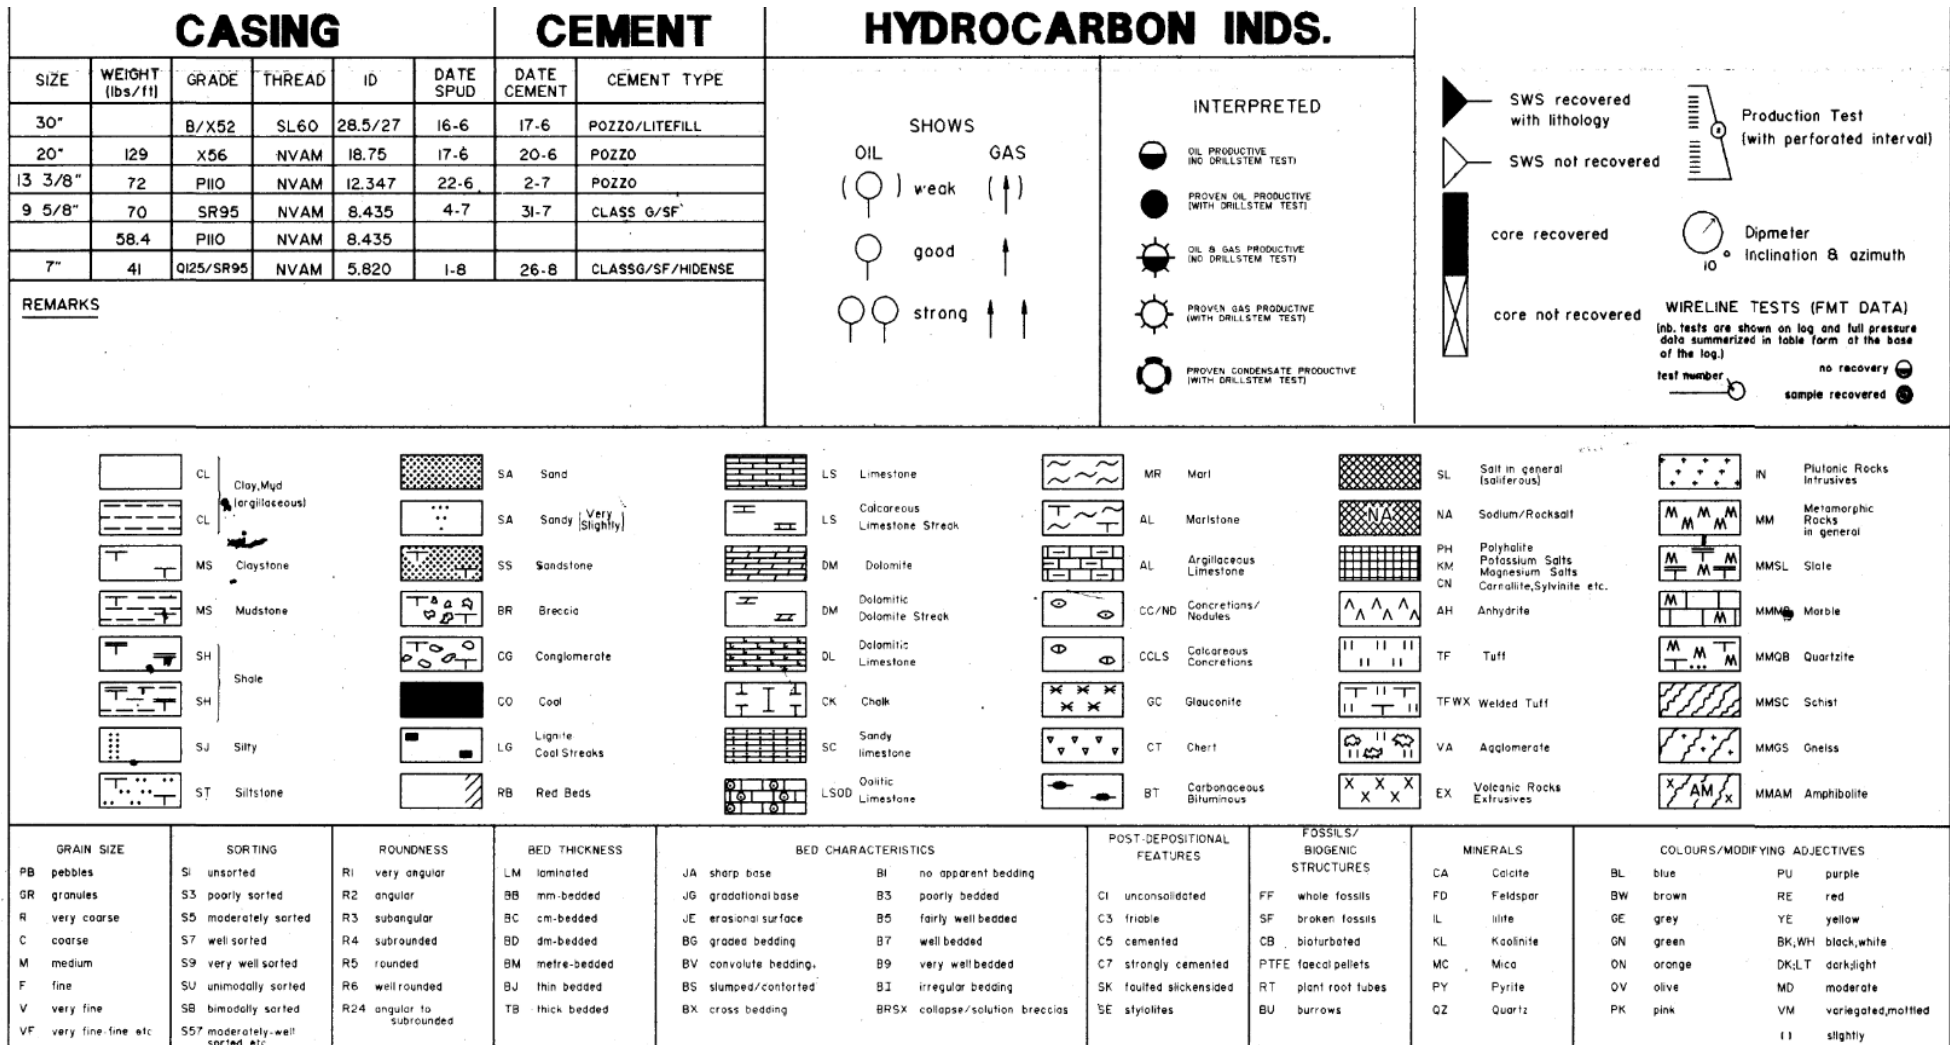 CASING
CEMENT
HYDROCARBON INDS.
SIZE WEIGHT (lbs/ft) GRADE THREAD ID DATE SPUD DATE CEMENT CEMENT TYPE
30" B/X52 SL60 28.5/27 16-6 17-6 POZZO/LITEFILL
20" 129 X56 NVAM 18.75 17-6 20-6 POZZO
13 3/8" 72 P110 NVAM 12.347 22-6 2-7 POZZO
9 5/8" 70 SR95 NVAM 8.435 4-7 31-7 CLASS G/SF
58.4 P110 NVAM 8.435
7" 41 Q125/SR95 NVAM 5.820 1-8 26-8 CLASSG/SF/HIDENSE
REMARKS
SHOWS
OIL GAS
( ) weak ( )
good
strong
INTERPRETED
OIL PRODUCTIVE
(NO DRILLSTEM TEST)
PROVEN OIL PRODUCTIVE
(WITH DRILLSTEM TEST)
OIL & GAS PRODUCTIVE
(NO DRILLSTEM TEST)
PROVEN GAS PRODUCTIVE
(WITH DRILLSTEM TEST)
PROVEN CONDENSATE PRODUCTIVE
(WITH DRILLSTEM TEST)
SWS recovered
with lithology
SWS not recovered
core recovered
core not recovered
Production Test
(with perforated interval)
Dipmeter
Inclination & azimuth
10 °
WIRELINE TESTS (FMT DATA)
(nb. tests are shown on log and full pressure
data summarized in table form at the base
of the log.)
test number
no recovery
sample recovered
CL
CL
Clay,Mud
(argillaceous)
MS Claystone
MS Mudstone
SH
SH
Shale
SJ Silty
ST Siltstone
SA Sand
SA Sandy (Very Slightly)
SS Sandstone
BR Breccia
CG Conglomerate
CO Coal
LG Lignite
Coal Streaks
RB Red Beds
LS Limestone
LS Calcareous
Limestone Streak
DM Dolomite
DM Dolomitic
Dolomite Streak
DL Dolomitic
Limestone
CK Chalk
SC Sandy
limestone
LSOD Oolitic
Limestone
MR Marl
AL Marlstone
AL Argillaceous
Limestone
CC/ND Concretions/
Nodules
CCLS Calcareous
Concretions
GC Glauconite
CT Chert
BT Carbonaceous
Bituminous
SL Salt in general
(saliferous)
NA NA Sodium/Rocksalt
PH Polyhalite
KM Potassium Salts
Magnesium Salts
CN Carnallite,Sylvinite etc.
AH Anhydrite
TF Tuff
TFWX Welded Tuff
VA Agglomerate
EX Volcanic Rocks
Extrusives
IN Plutonic Rocks
Intrusives
MM Metamorphic
Rocks
in general
MMSL Slate
Marble
MMQB Quartzite
MMSC Schist
MMGS Gneiss
AM MMAM Amphibolite
GRAIN SIZE
PB pebbles
GR granules
R very coarse
C coarse
M medium
F fine
V very fine
VF very fine-fine etc
SORTING
S1 unsorted
S3 poorly sorted
S5 moderately sorted
S7 well sorted
S9 very well sorted
SU unimodally sorted
SB bimodally sorted
S57 moderately-well
sorted etc
ROUNDNESS
R1 very angular
R2 angular
R3 subangular
R4 subrounded
R5 rounded
R6 well rounded
R24 angular to
subrounded
BED THICKNESS
LM laminated
BB mm-bedded
BC cm-bedded
BD dm-bedded
BM metre-bedded
BJ thin bedded
TB thick bedded
BED CHARACTERISTICS
JA sharp base
JG gradational base
JE erosional surface
BG graded bedding
BV convolute bedding,
BS slumped/contorted
BX cross bedding
B1 no apparent bedding
B3 poorly bedded
B5 fairly well bedded
B7 well bedded
B9 very well bedded
BI irregular bedding
BRSX collapse/solution breccias
POST-DEPOSITIONAL
FEATURES
C1 unconsolidated
C3 friable
C5 cemented
C7 strongly cemented
SK faulted slickensided
SE stylolites
FOSSILS/
BIOGENIC
STRUCTURES
FF whole fossils
SF broken fossils
CB bioturbated
PTFE faecal pellets
RT plant root tubes
BU burrows
MINERALS
CA Calcite
FD Feldspar
IL Illite
KL Kaolinite
MC Mica
PY Pyrite
QZ Quartz
COLOURS/MODIFYING ADJECTIVES
BL blue
BW brown
GE grey
GN green
ON orange
OV olive
PK pink
PU purple
RE red
YE yellow
BK;WH black,white
DK;LT dark;light
MD moderate
VM variegated,mottled
( ) slightly